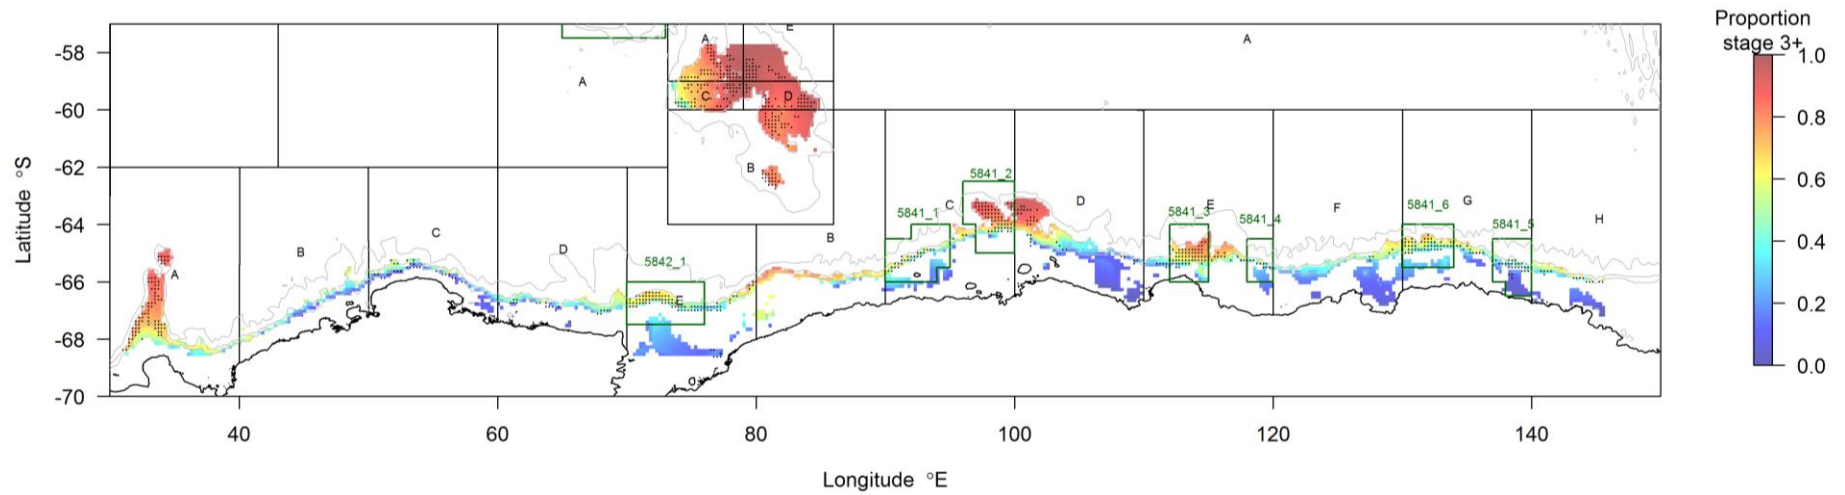 Proportion
stage 3+
1.0
0.8
0.6
0.4
0.2
0.0
Latitude °S
-58
-60
-62
-64
-66
-68
-70
A
A
E
A
C
D
B
A
B
C
D
5842_1
E
B
5841_1
C
5841_2
D
5841_3
E
5841_4
F
5841_6
G
5841_5
H
40
60
80
100
120
140
Longitude °E